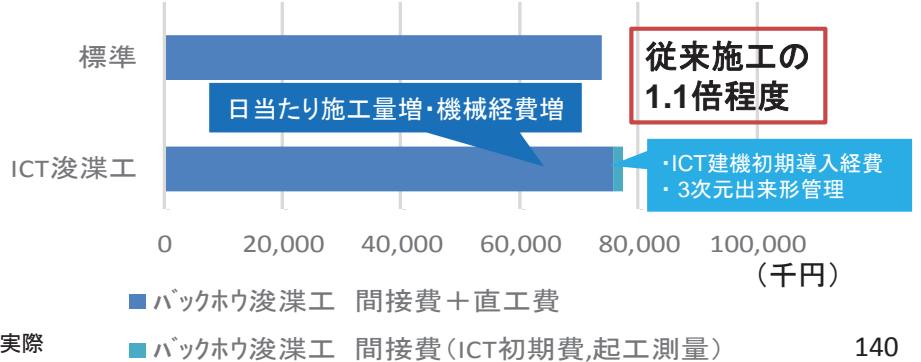 標準
従来施工の
1.1倍程度
日当たり施工量増・機械経費増
ICT浚渫工
・ICT建機初期導入経費
・3次元出来形管理
0 20,000 40,000 60,000 80,000 100,000
（千円）
バックホウ浚渫工　間接費＋直工費
実際
バックホウ浚渫工　間接費（ICT初期費,起工測量）
140